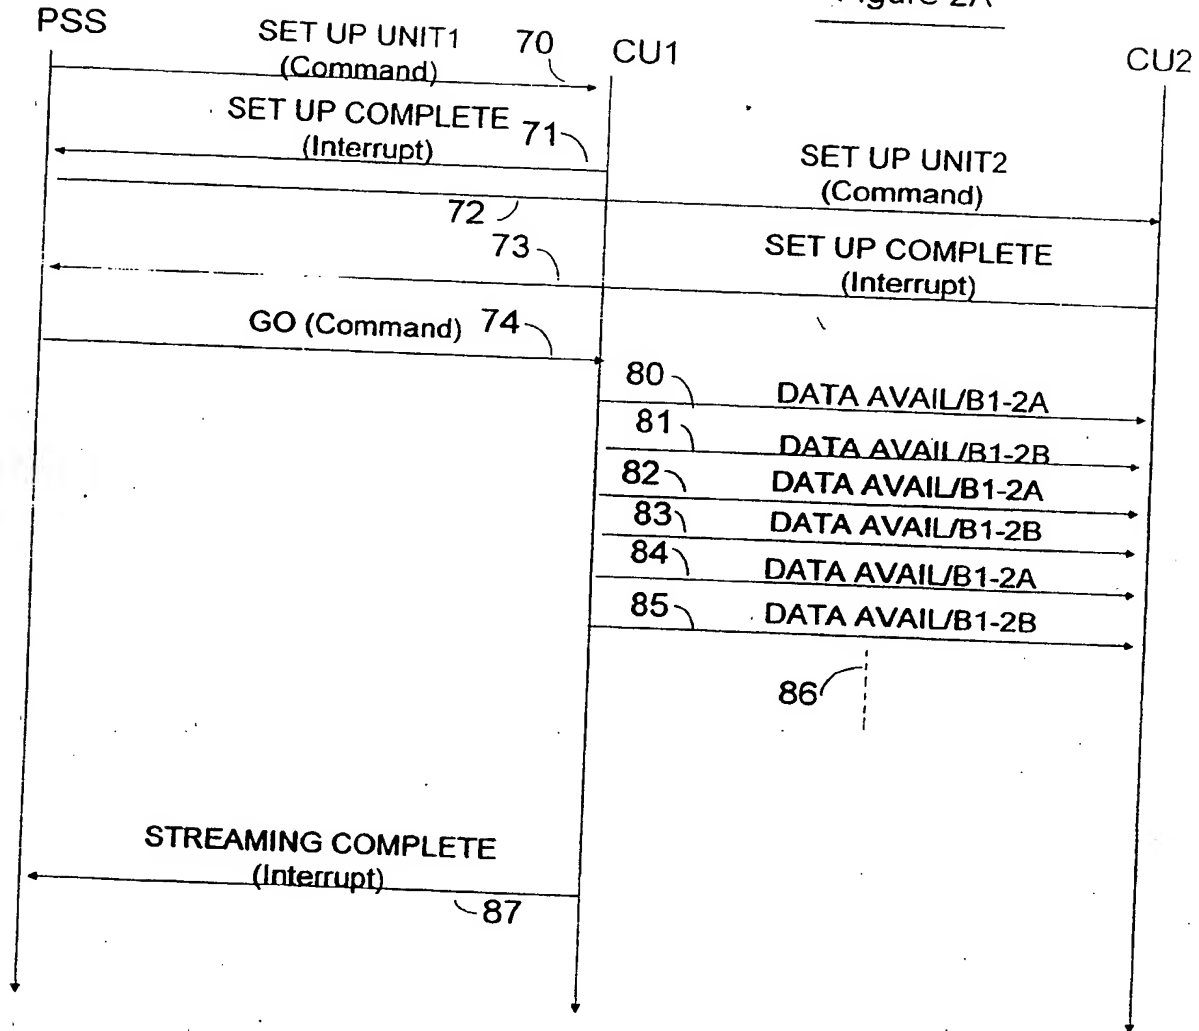 Figure 2A
PSS
SET UP UNIT1
(Command)
70
CU1
CU2
SET UP COMPLETE
(Interrupt)
71
SET UP UNIT2
(Command)
72
73
SET UP COMPLETE
(Interrupt)
GO (Command) 74
80 DATA AVAIL/B1-2A
81 DATA AVAIL/B1-2B
82 DATA AVAIL/B1-2A
83 DATA AVAIL/B1-2B
84 DATA AVAIL/B1-2A
85 DATA AVAIL/B1-2B
86
STREAMING COMPLETE
(Interrupt)
87